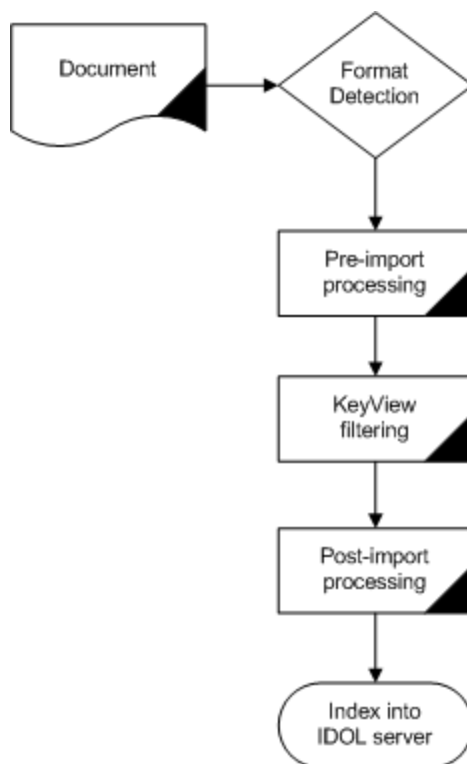 Document
Format
Detection
Pre-import
processing
KeyView
filtering
Post-import
processing
Index into
IDOL server